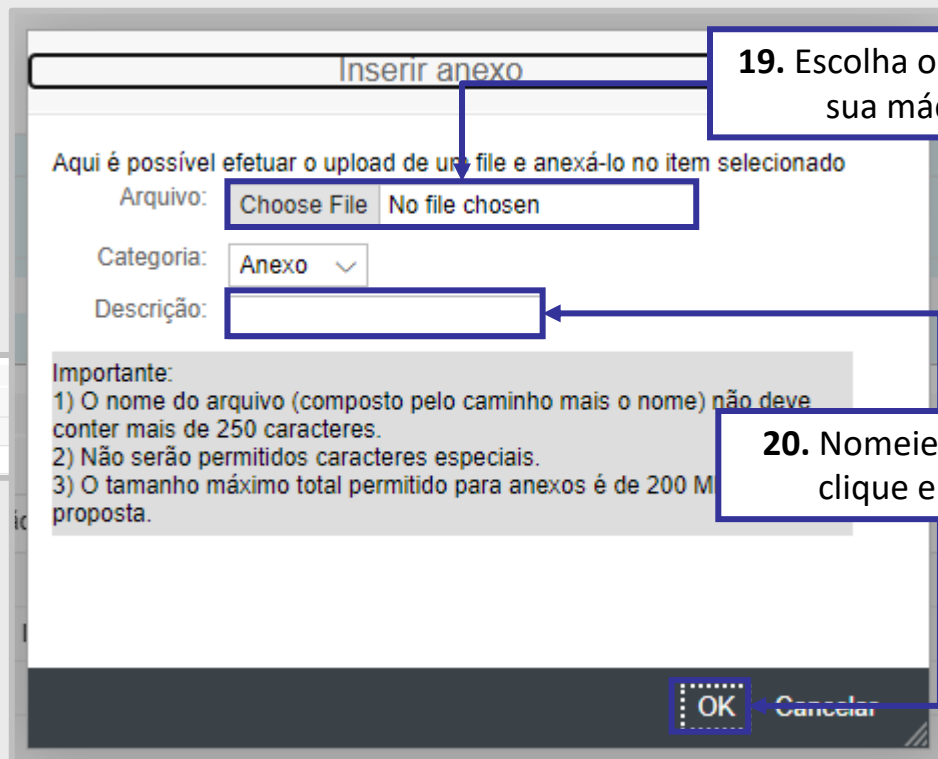 Inserir anexo
19. Escolha o
sua
Aqui é possível efetuar o upload de um file e anexá-lo no item selecionado
Arquivo: Choose File No file chosen
Categoria: Anexo
Descrição:
Importante:
1) O nome do arquivo (composto pelo caminho mais o nome) não deve
conter mais de 250 caracteres.
2) Não serão permitidos caracteres especiais.
3) O tamanho máximo total permitido para anexos é de 200
proposta.
20. Nomeie
clique e
OK Cancelar